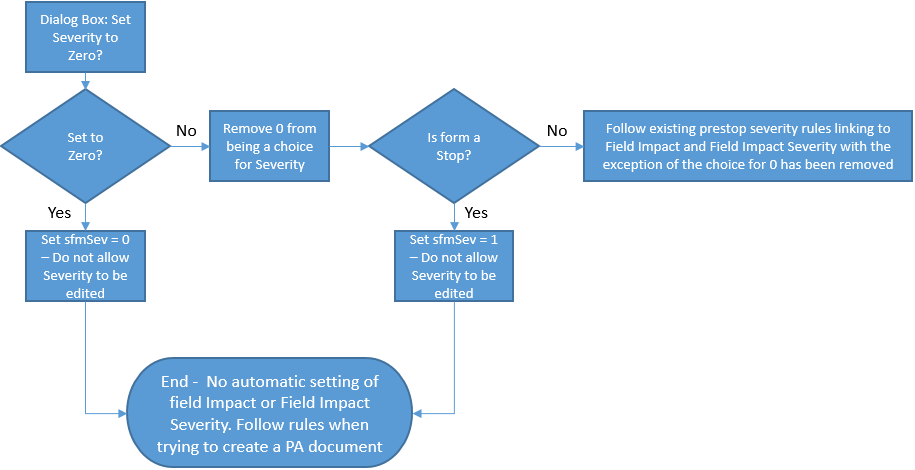 Dialog Box: Set
Severity to
Zero?
Set to
Zero?
No
Remove 0 from
being a choice
for Severity
Is form a
Stop?
No
Follow existing prestop severity rules linking to
Field Impact and Field Impact Severity with the
exception of the choice for 0 has been removed
Yes
Set sfmSev = 0
– Do not allow
Severity to be
edited
Yes
Set sfmSev = 1
– Do not allow
Severity to be
edited
End -  No automatic setting of
field Impact or Field Impact
Severity. Follow rules when
trying to create a PA document